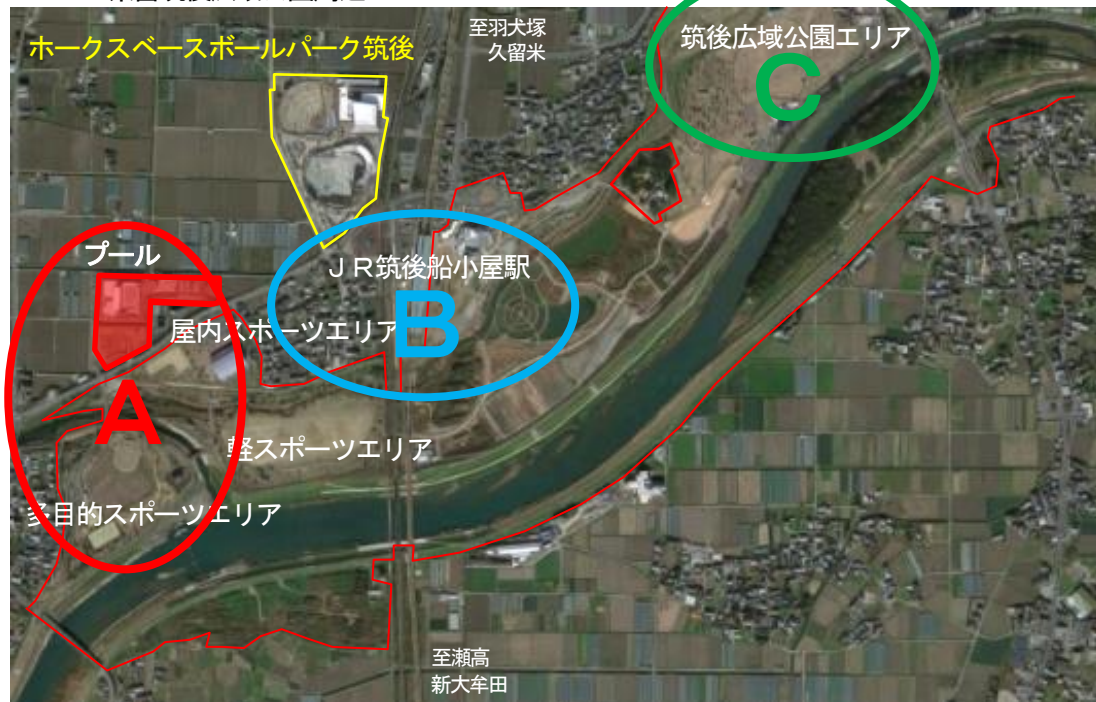 至羽犬塚
久留米
ホークスベースボールパーク筑後
筑後広域公園エリア
C
プール
JR筑後船小屋駅
B
屋内スポーツエリア
A
軽スポーツエリア
多目的スポーツエリア
至瀬高
新大牟田